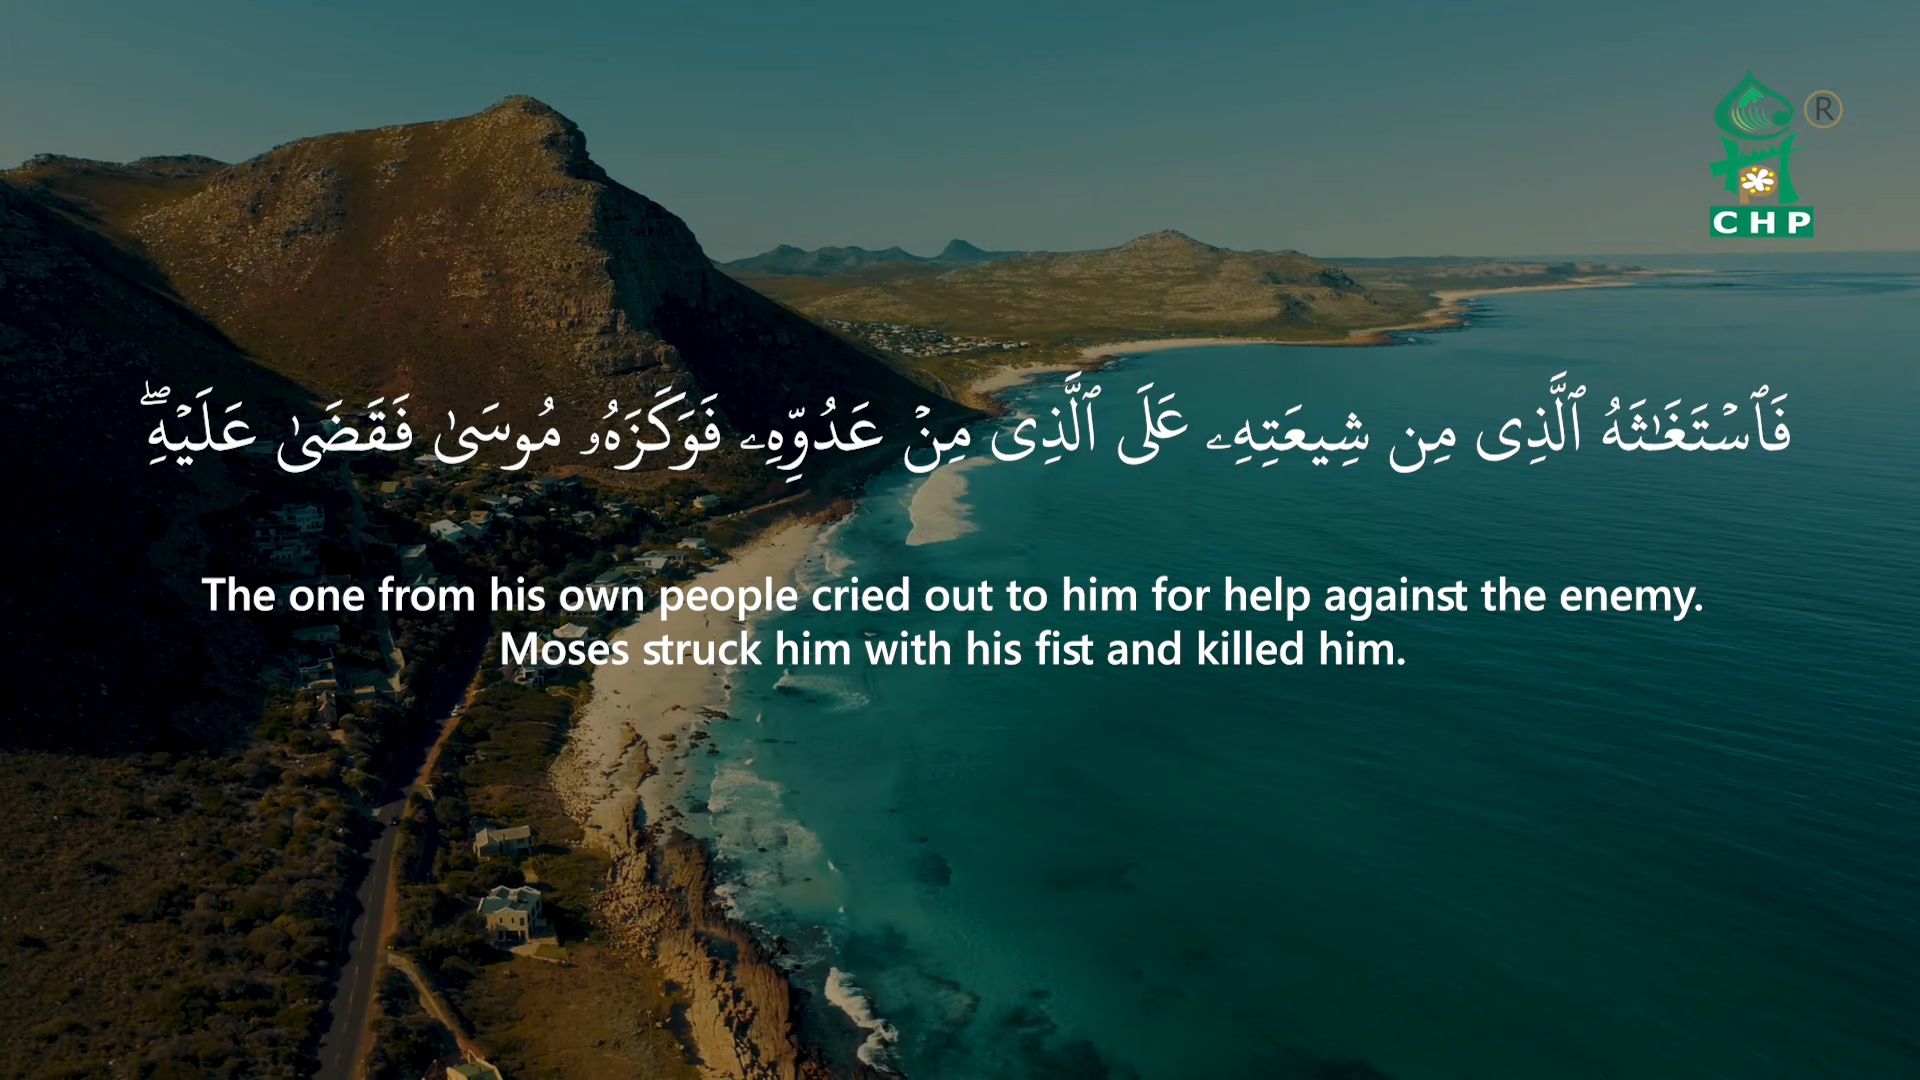 CHP
®
فَٱسْتَغَـٰثَهُ ٱلَّذِى مِن شِيعَتِهِۦ عَلَى ٱلَّذِى مِنْ عَدُوِّهِۦ فَوَكَزَهُۥ مُوسَىٰ فَقَضَىٰ عَلَيْهِ ۖ
The one from his own people cried out to him for help against the enemy.
Moses struck him with his fist and killed him.